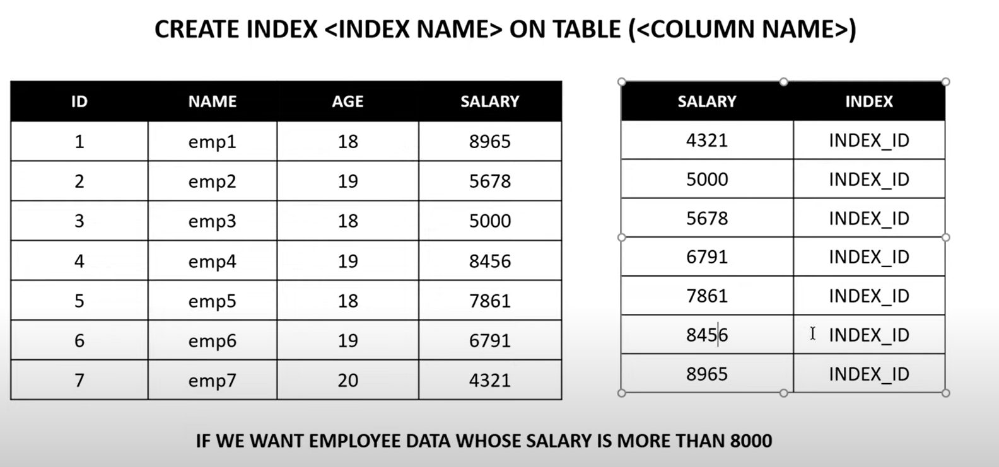 CREATE INDEX <INDEX NAME> ON TABLE (<COLUMN NAME>)
ID NAME AGE SALARY
1 emp1 18 8965
2 emp2 19 5678
3 emp3 18 5000
4 emp4 19 8456
5 emp5 18 7861
6 emp6 19 6791
7 emp7 20 4321
SALARY INDEX
4321 INDEX_ID
5000 INDEX_ID
5678 INDEX_ID
6791 INDEX_ID
7861 INDEX_ID
8456 INDEX_ID
8965 INDEX_ID
IF WE WANT EMPLOYEE DATA WHOSE SALARY IS MORE THAN 8000